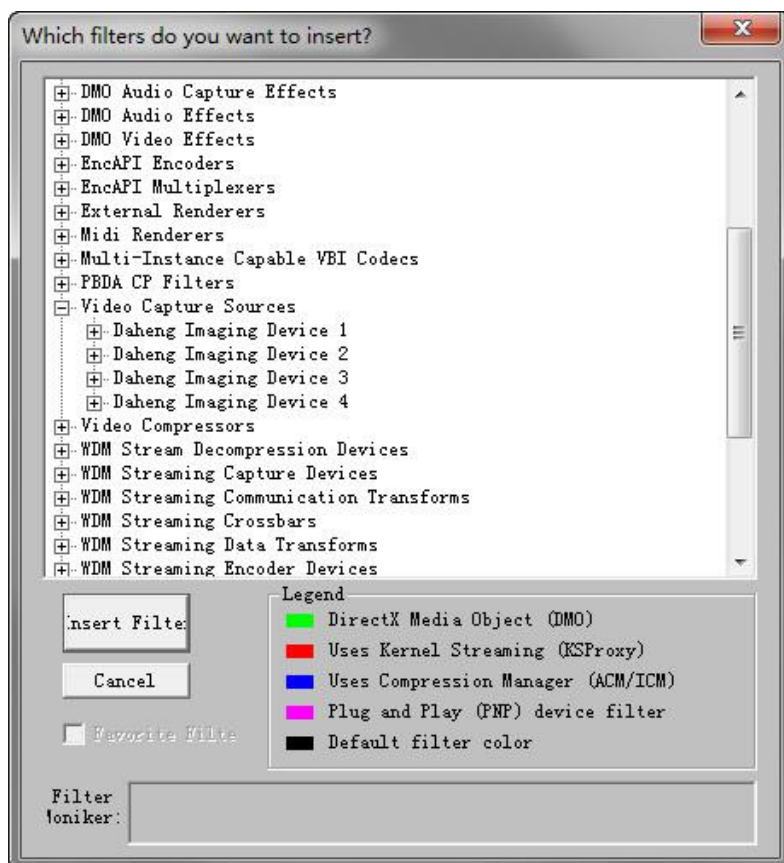 Which filters do you want to insert?
DMO Audio Capture Effects
DMO Audio Effects
DMO Video Effects
EncAPI Encoders
EncAPI Multiplexers
External Renderers
Midi Renderers
Multi-Instance Capable VBI Codecs
PBDA CP Filters
Video Capture Sources
Daheng Imaging Device 1
Daheng Imaging Device 2
Daheng Imaging Device 3
Daheng Imaging Device 4
Video Compressors
WDM Stream Decompression Devices
WDM Streaming Capture Devices
WDM Streaming Communication Transforms
WDM Streaming Crossbars
WDM Streaming Data Transforms
WDM Streaming Encoder Devices
nsert Filte
Cancel
Favorite Filte
Legend
DirectX Media Object (DMO)
Uses Kernel Streaming (KSProxy)
Uses Compression Manager (ACM/ICM)
Plug and Play (PNP) device filter
Default filter color
Filter
Moniker: